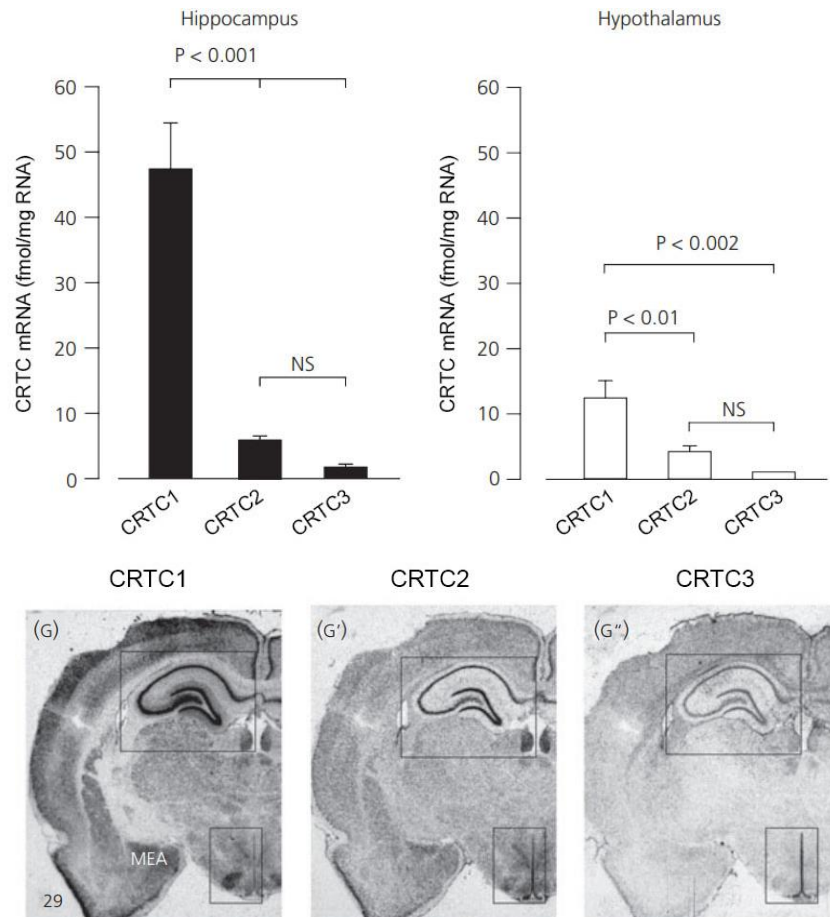 Hippocampus
P < 0.001
60
50
40
30
20
10
0
CRTC mRNA (fmol/mg RNA)
NS
CRTC1
CRTC2
CRTC3
Hypothalamus
60
50
40
30
20
10
0
CRTC mRNA (fmol/mg RNA)
P < 0.002
P < 0.01
NS
CRTC1
CRTC2
CRTC3
CRTC1 CRTC2 CRTC3
(G) (G') (G")
MEA
29